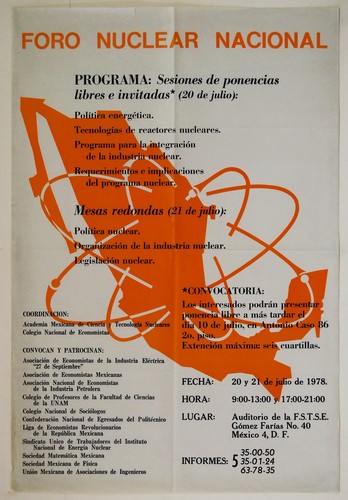 FORO NUCLEAR NACIONAL
PROGRAMA: Sesiones de ponencias
libres e invitadas* (20 de julio):
Política energética.
Tecnologías de reactores nucleares.
Programa para la integración
de la industria nuclear.
Requerimientos e implicaciones
del programa nuclear.
Mesas redondas (21 de julio):
Política nuclear.
Organización de la industria nuclear.
Legislación nuclear.
*CONVOCATORIA:
Los interesados podrán presentar
ponencia libre a más tardar el
día 10 de julio, en Antonio Caso 86
2o. piso.
Extención máxima: seis cuartillas.
COORDINACION:
Academia Mexicana de Ciencia y Tecnología Nucleares
Colegio Nacional de Economistas
CONVOCAN Y PATROCINAN:
Asociación de Economistas de la Industria Eléctrica
"27 de Septiembre"
Asociación de Economistas Mexicanas
Asociación Nacional de Economistas
de la Industria Petrolera
Colegio de Profesores de la Facultad de Ciencias
de la UNAM
Colegio Nacional de Sociólogos
Confederación Nacional de Egresados del Politécnico
Liga de Economistas Revolucionarios
de la República Mexicana
Sindicato Unico de Trabajadores del Instituto
Nacional de Energía Nuclear
Sociedad Matemática Mexicana
Sociedad Mexicana de Física
Unión Mexicana de Asociaciones de Ingenieros
FECHA: 20 y 21 de julio de 1978.
HORA: 9:00-13:00 y 17:00-21:00
LUGAR: Auditorio de la F.S.T.S.E.
Gómez Farías No. 40
México 4, D. F.
35-00-50
INFORMES: 5 35-01-94
63-78-35